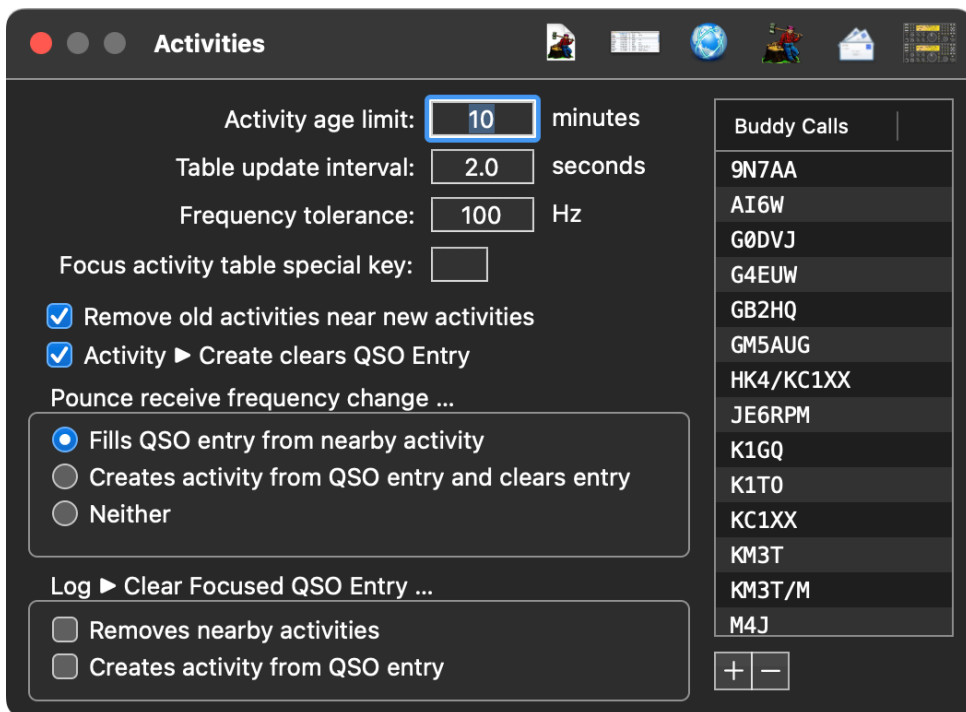 Activities
Activity age limit: 10 minutes
Table update interval: 2.0 seconds
Frequency tolerance: 100 Hz
Focus activity table special key:
Remove old activities near new activities
Activity ▶ Create clears QSO Entry
Pounce receive frequency change ...
Fills QSO entry from nearby activity
Creates activity from QSO entry and clears entry
Neither
Log ▶ Clear Focused QSO Entry ...
Removes nearby activities
Creates activity from QSO entry
Buddy Calls
9N7AA
AI6W
G0DVJ
G4EUW
GB2HQ
GM5AUG
HK4/KC1XX
JE6RPM
K1GQ
K1TO
KC1XX
KM3T
KM3T/M
M4J